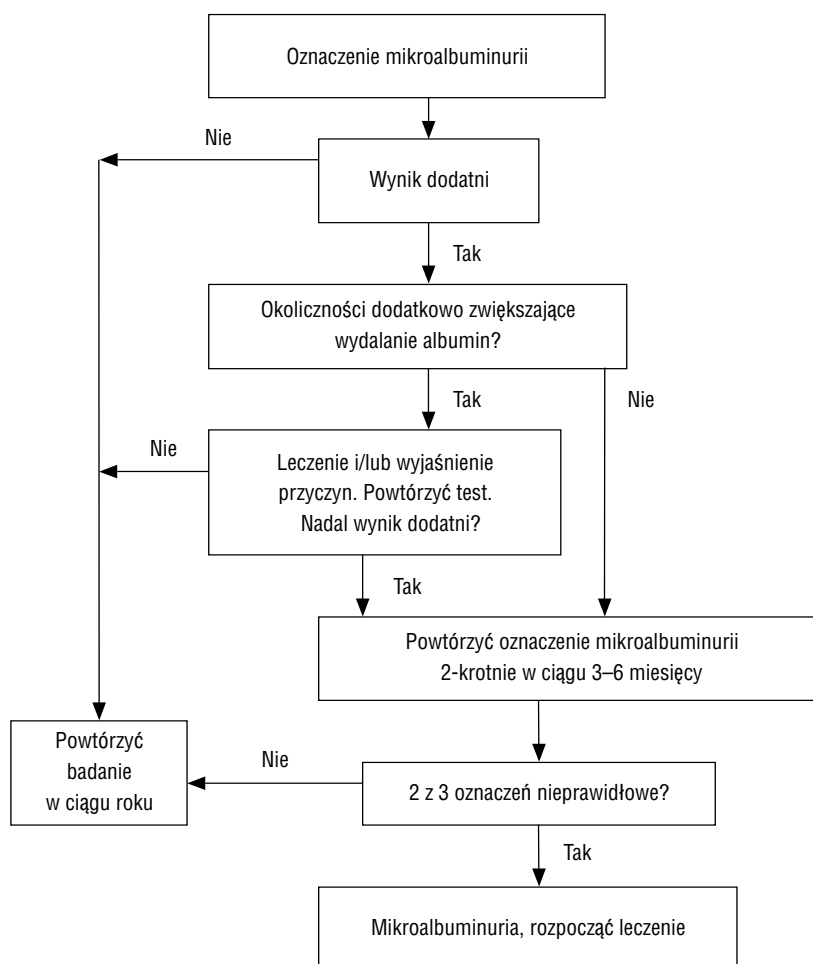 Oznaczenie mikroalbuminurii
Nie
Wynik dodatni
Tak
Okoliczności dodatkowo zwiększające
wydalanie albumin?
Tak
Nie
Nie
Leczenie i/lub wyjaśnienie
przyczyn. Powtórzyć test.
Nadal wynik dodatni?
Tak
Powtórzyć oznaczenie mikroalbuminurii
2-krotnie w ciągu 3–6 miesięcy
Powtórzyć
badanie
w ciągu roku
Nie
2 z 3 oznaczeń nieprawidłowe?
Tak
Mikroalbuminuria, rozpocząć leczenie